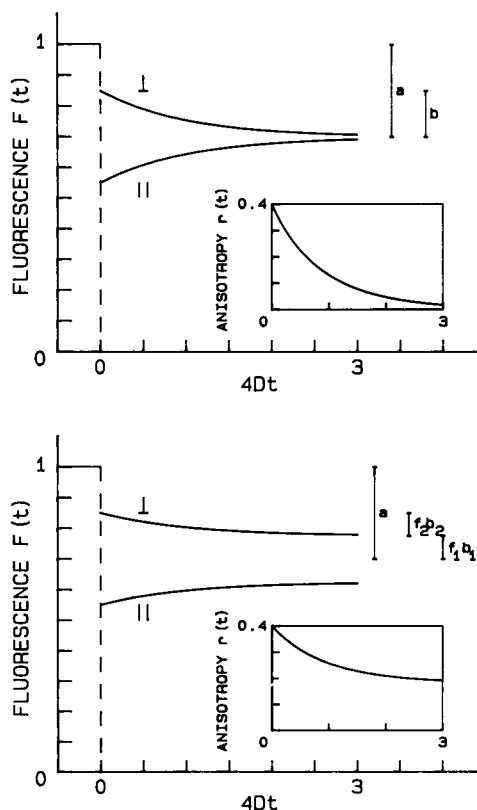 1
⊥
FLUORESCENCE F(t)
||
a
b
0.4
ANISOTROPY r(t)
0
3
0
0
3
4Dt
1
⊥
FLUORESCENCE F(t)
||
a
f₂b₂
f₁b₁
0.4
ANISOTROPY r(t)
0
3
0
0
3
4Dt